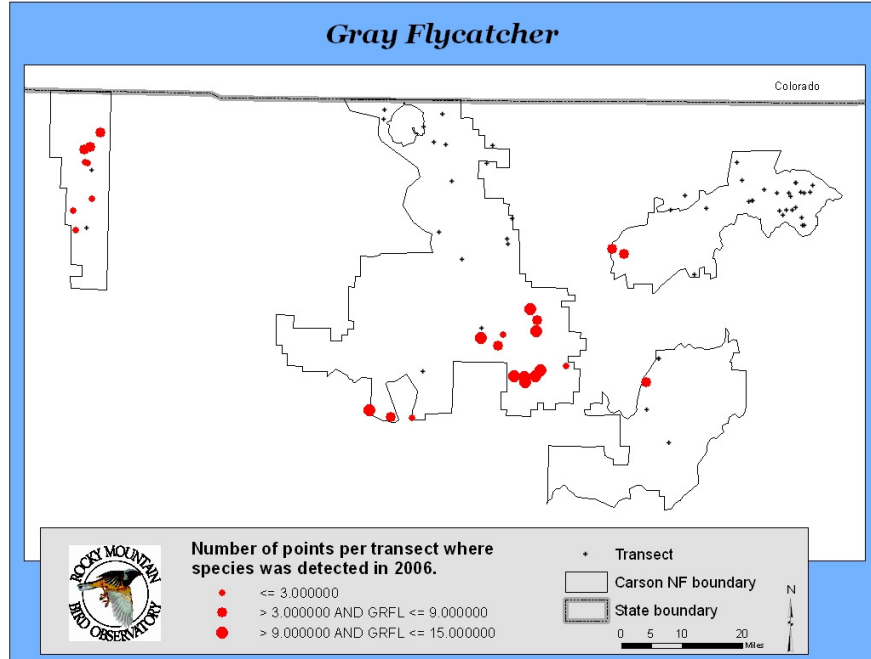 Gray Flycatcher
Colorado
ROCKY MOUNTAIN
BIRD OBSERVATORY
Number of points per transect where
species was detected in 2006.
<= 3.000000
> 3.000000 AND GRFL <= 9.000000
> 9.000000 AND GRFL <= 15.000000
Transect
Carson NF boundary
State boundary
0 5 10 20
Miles
N